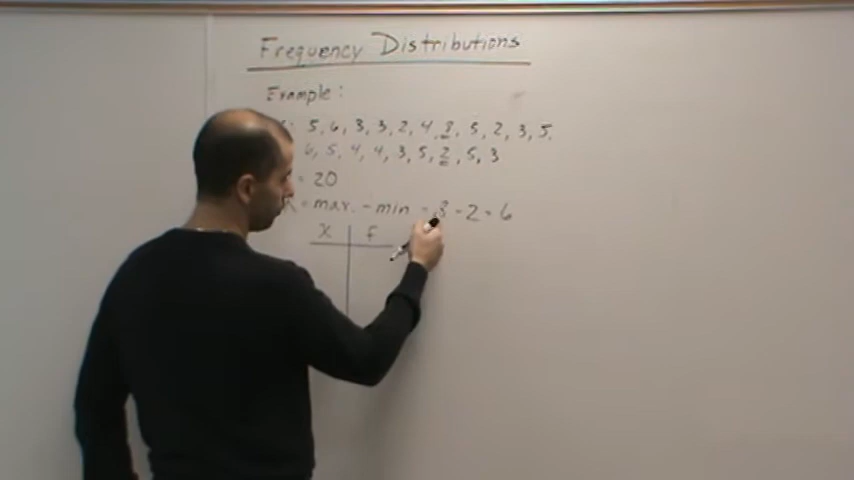 Frequency Distributions
Example:
5, 6, 3, 3, 2, 4, 8, 5, 2, 3, 5,
6, 5, 4, 4, 3, 5, 2, 5, 3
= 20
R = max. - min = 8 - 2 = 6
X f